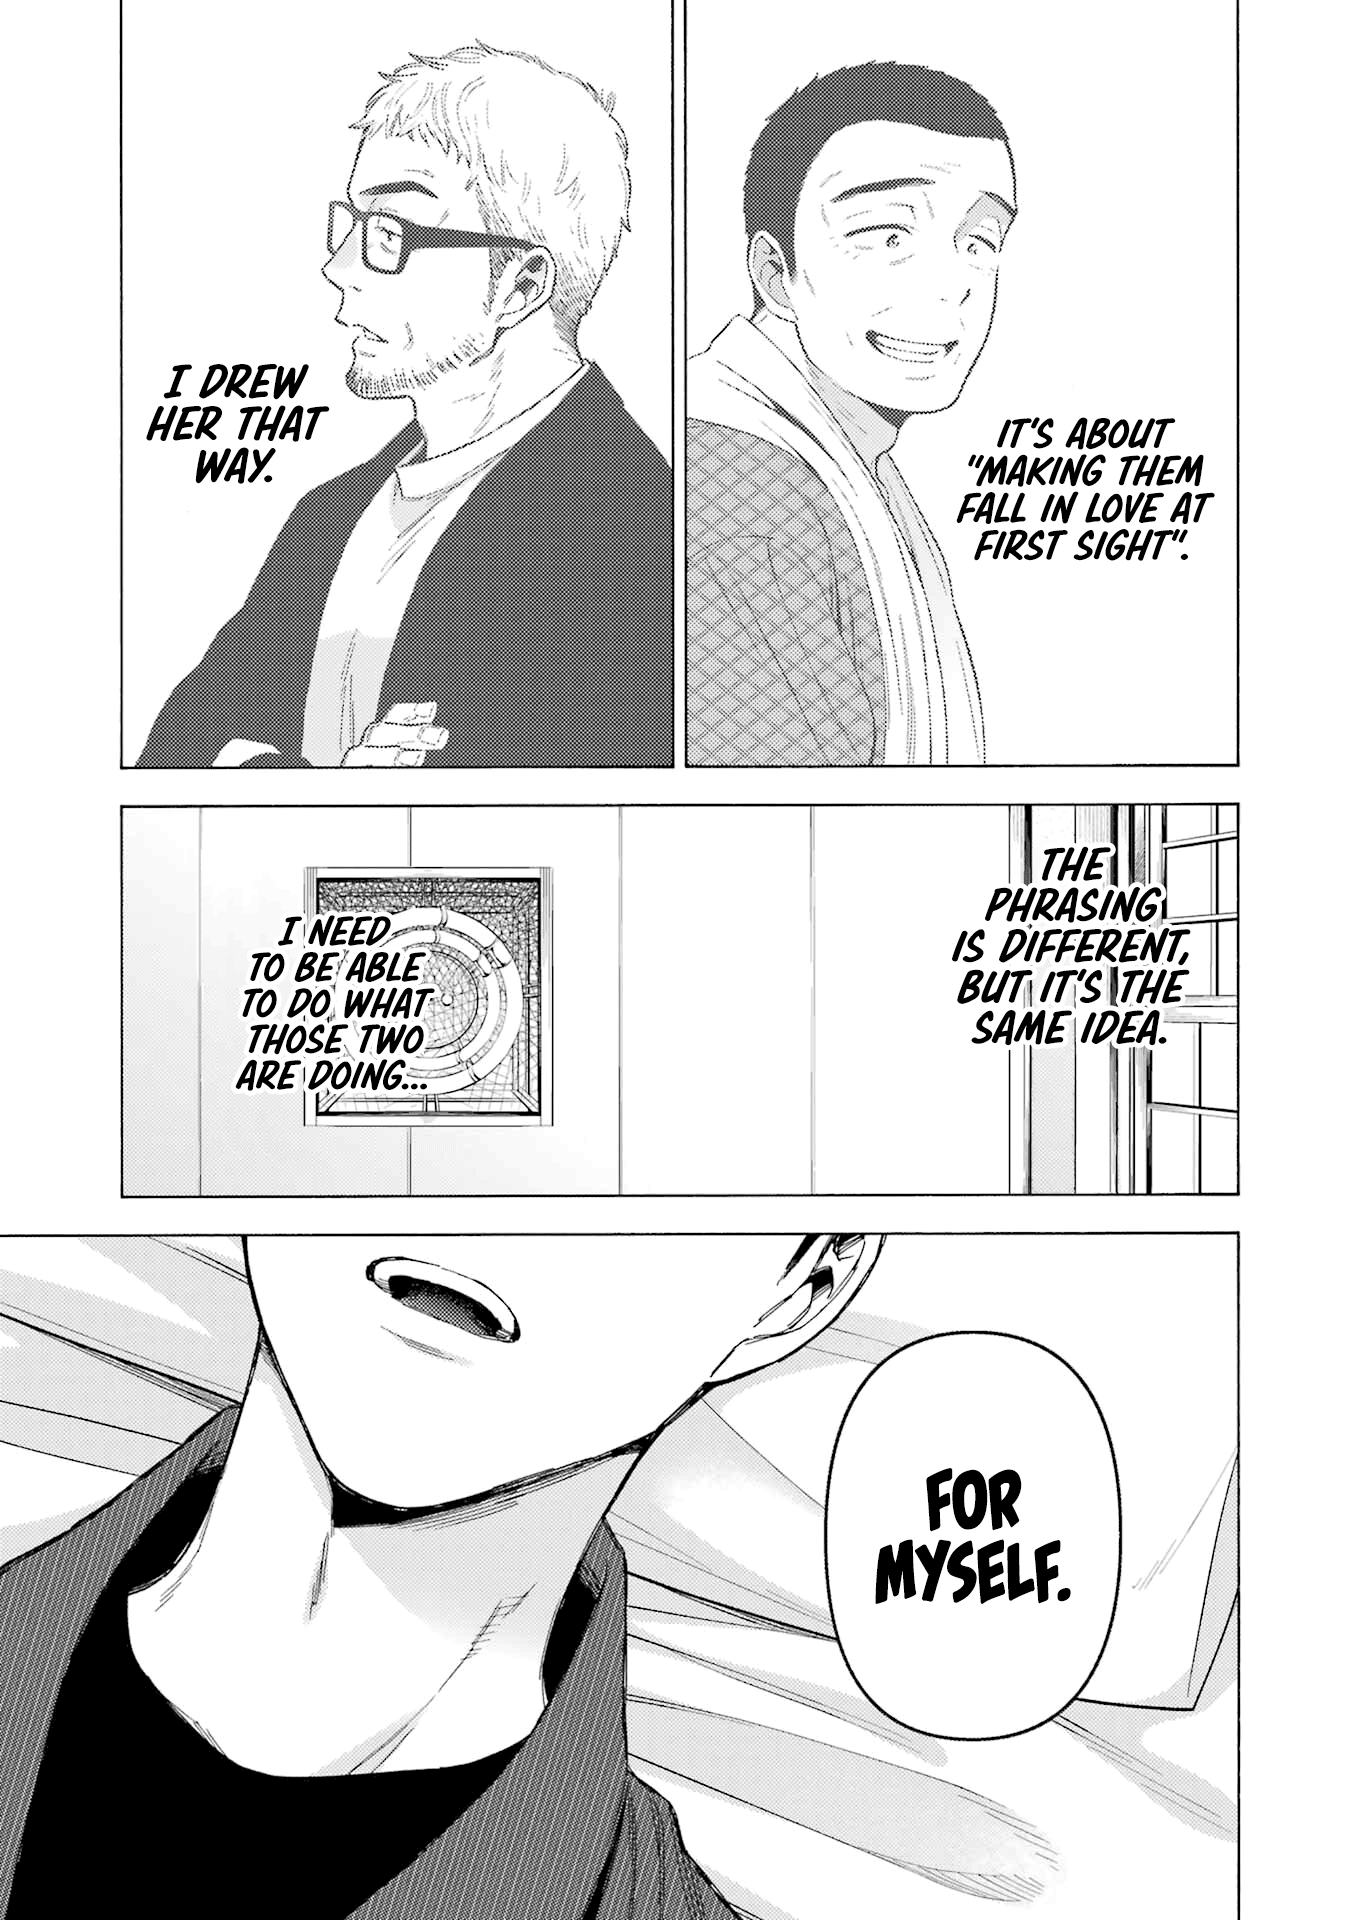 IT'S ABOUT
"MAKING THEM
FALL IN LOVE AT
FIRST SIGHT".
I DREW
HER THAT
WAY.
THE
PHRASING
IS DIFFERENT,
BUT IT'S THE
SAME IDEA.
I NEED
TO BE ABLE
TO DO WHAT
THOSE TWO
ARE DOING...
FOR
MYSELF.